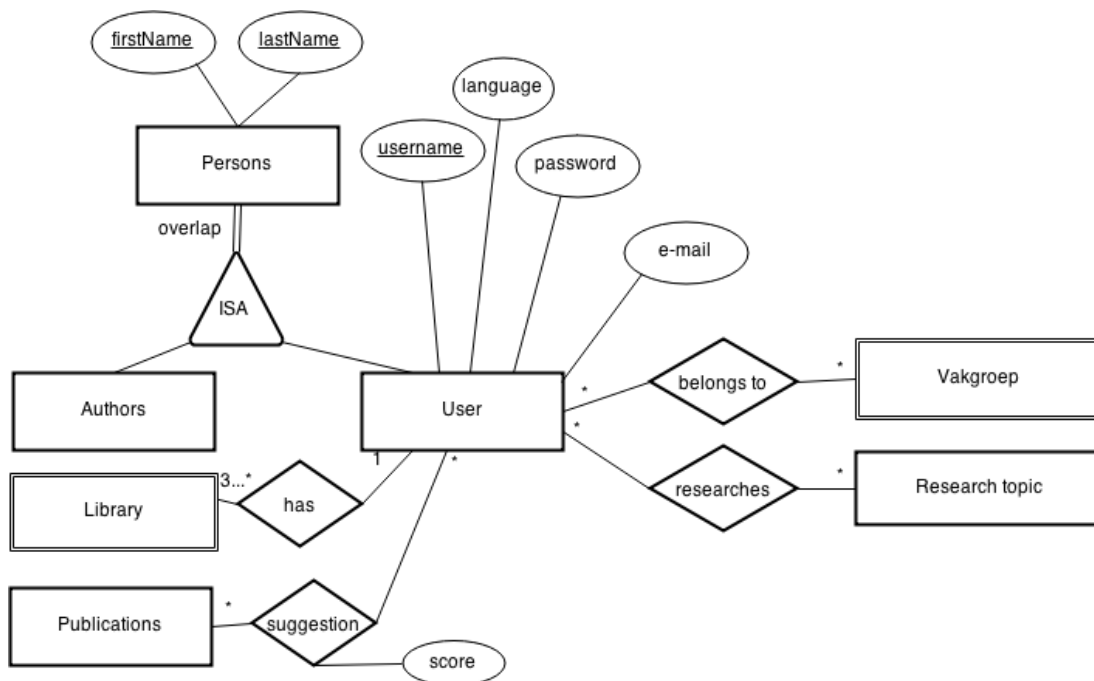 firstName
lastName
language
username
password
Persons
overlap
e-mail
ISA
belongs to
*
*
Vakgroep
Authors
User
*
1
*
3...*
Library
has
researches
*
Research topic
Publications
*
suggestion
score